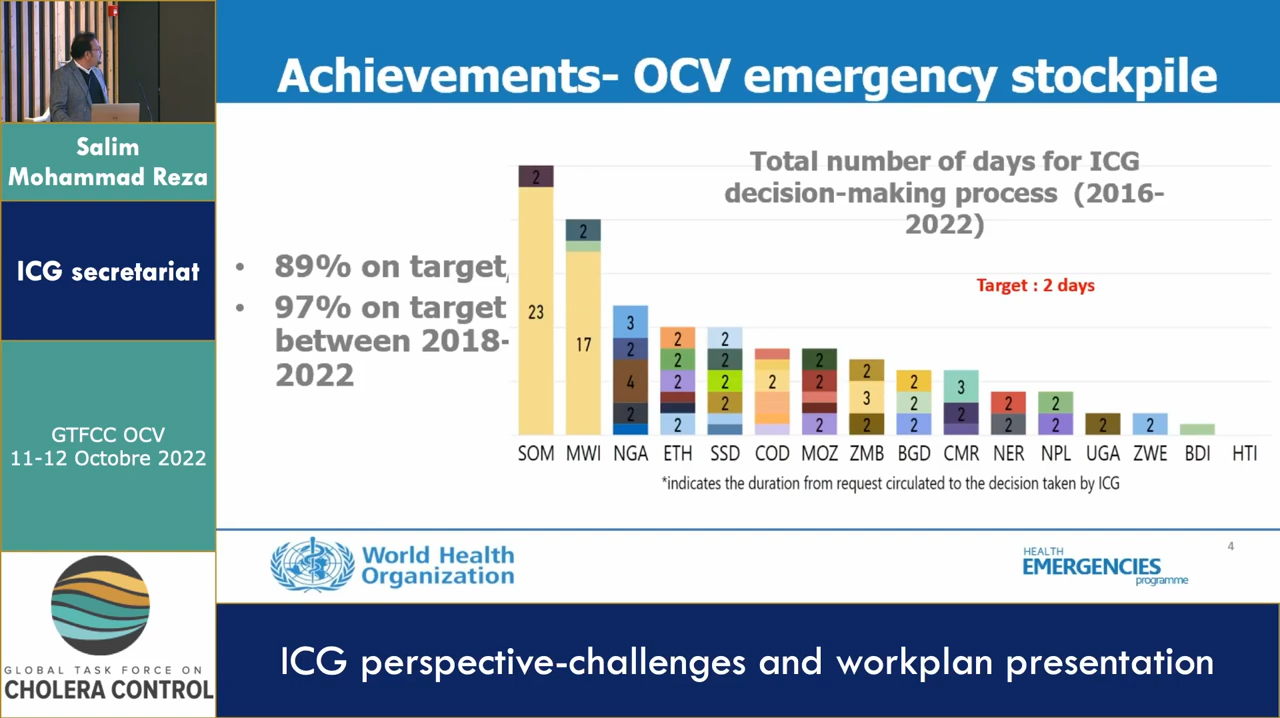 Achievements- OCV emergency stockpile
Salim
Mohammad Reza
ICG secretariat
GTFCC OCV
11-12 Octobre 2022
GLOBAL TASK FORCE ON
CHOLERA CONTROL
• 89% on target,
• 97% on target
between 2018-
2022
Total number of days for ICG
decision-making process (2016-
2022)
Target : 2 days
2
23
2
17
3
2
4
2
2
2
2
2
2
2
2
2
2
2
2
2
2
3
2
2
2
2
3
2
2
2
2
2
2
2
SOM MWI NGA ETH SSD COD MOZ ZMB BGD CMR NER NPL UGA ZWE BDI HTI
*indicates the duration from request circulated to the decision taken by ICG
World Health
Organization
HEALTH
EMERGENCIES
programme
4
ICG perspective-challenges and workplan presentation